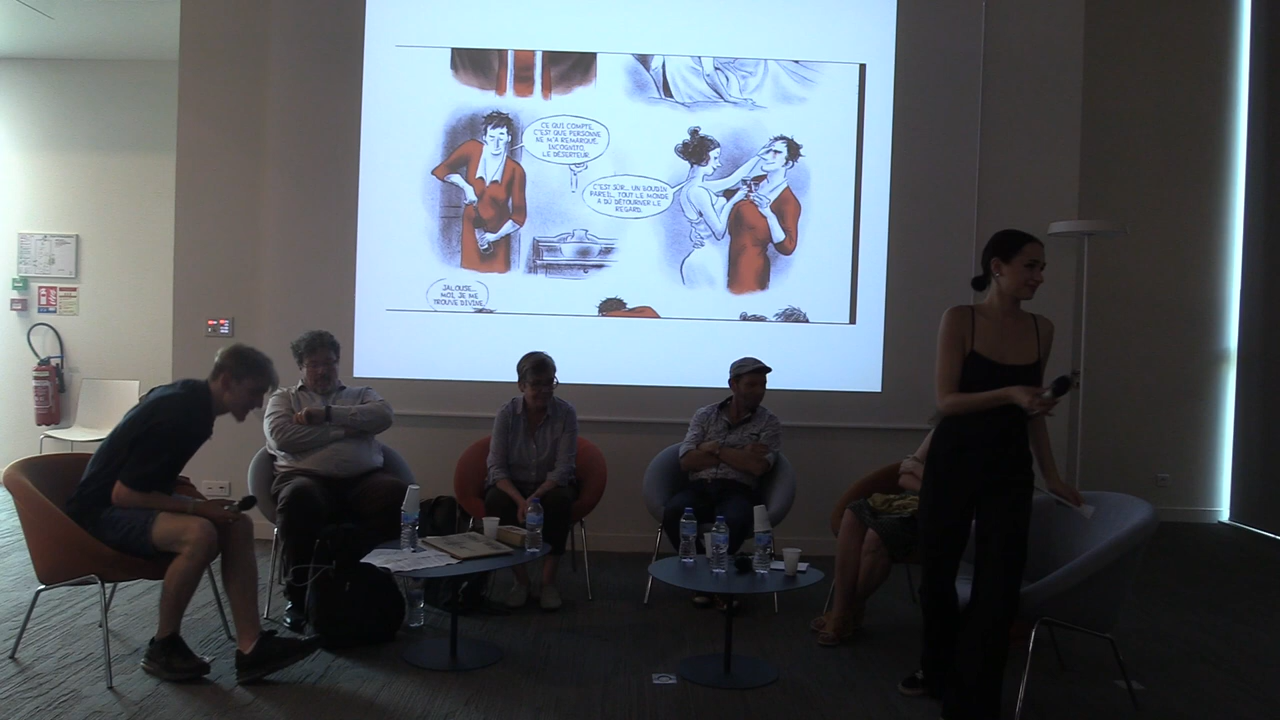 CE QUI COMPTE,
C'EST QUE PERSONNE
NE M'A REMARQUÉ.
INCOGNITO,
LE DÉSERTEUR.
C'EST SÛR... UN BOUDIN
PAREIL, TOUT LE MONDE
A DÛ DÉTOURNER LE
REGARD.
JALOUSE...
MOI, JE ME
TROUVE DIVINE.